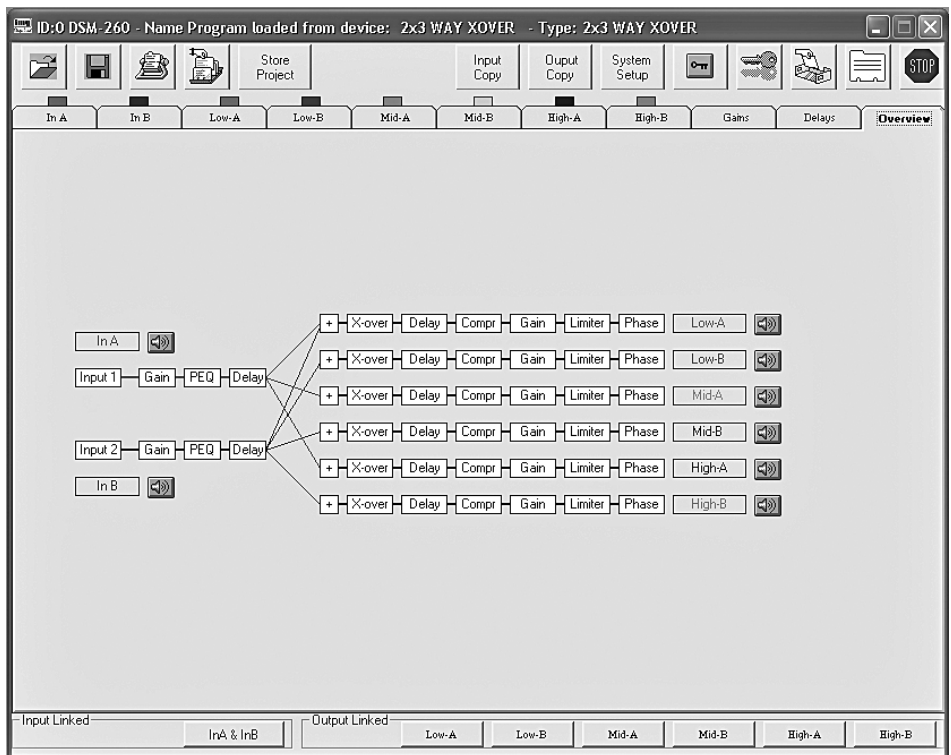 ID:0 DSM-260 - Name Program loaded from device: 2x3 WAY XOVER - Type: 2x3 WAY XOVER
Store Project
Input Copy
Ouput Copy
System Setup
STOP
In A In B Low-A Low-B Mid-A Mid-B High-A High-B Gains Delays Overview
+ X-over Delay Compr Gain Limiter Phase Low-A
In A
+ X-over Delay Compr Gain Limiter Phase Low-B
Input 1 Gain PEQ Delay
+ X-over Delay Compr Gain Limiter Phase Mid-A
+ X-over Delay Compr Gain Limiter Phase Mid-B
Input 2 Gain PEQ Delay
+ X-over Delay Compr Gain Limiter Phase High-A
In B
+ X-over Delay Compr Gain Limiter Phase High-B
Input Linked Output Linked
InA & InB Low-A Low-B Mid-A Mid-B High-A High-B